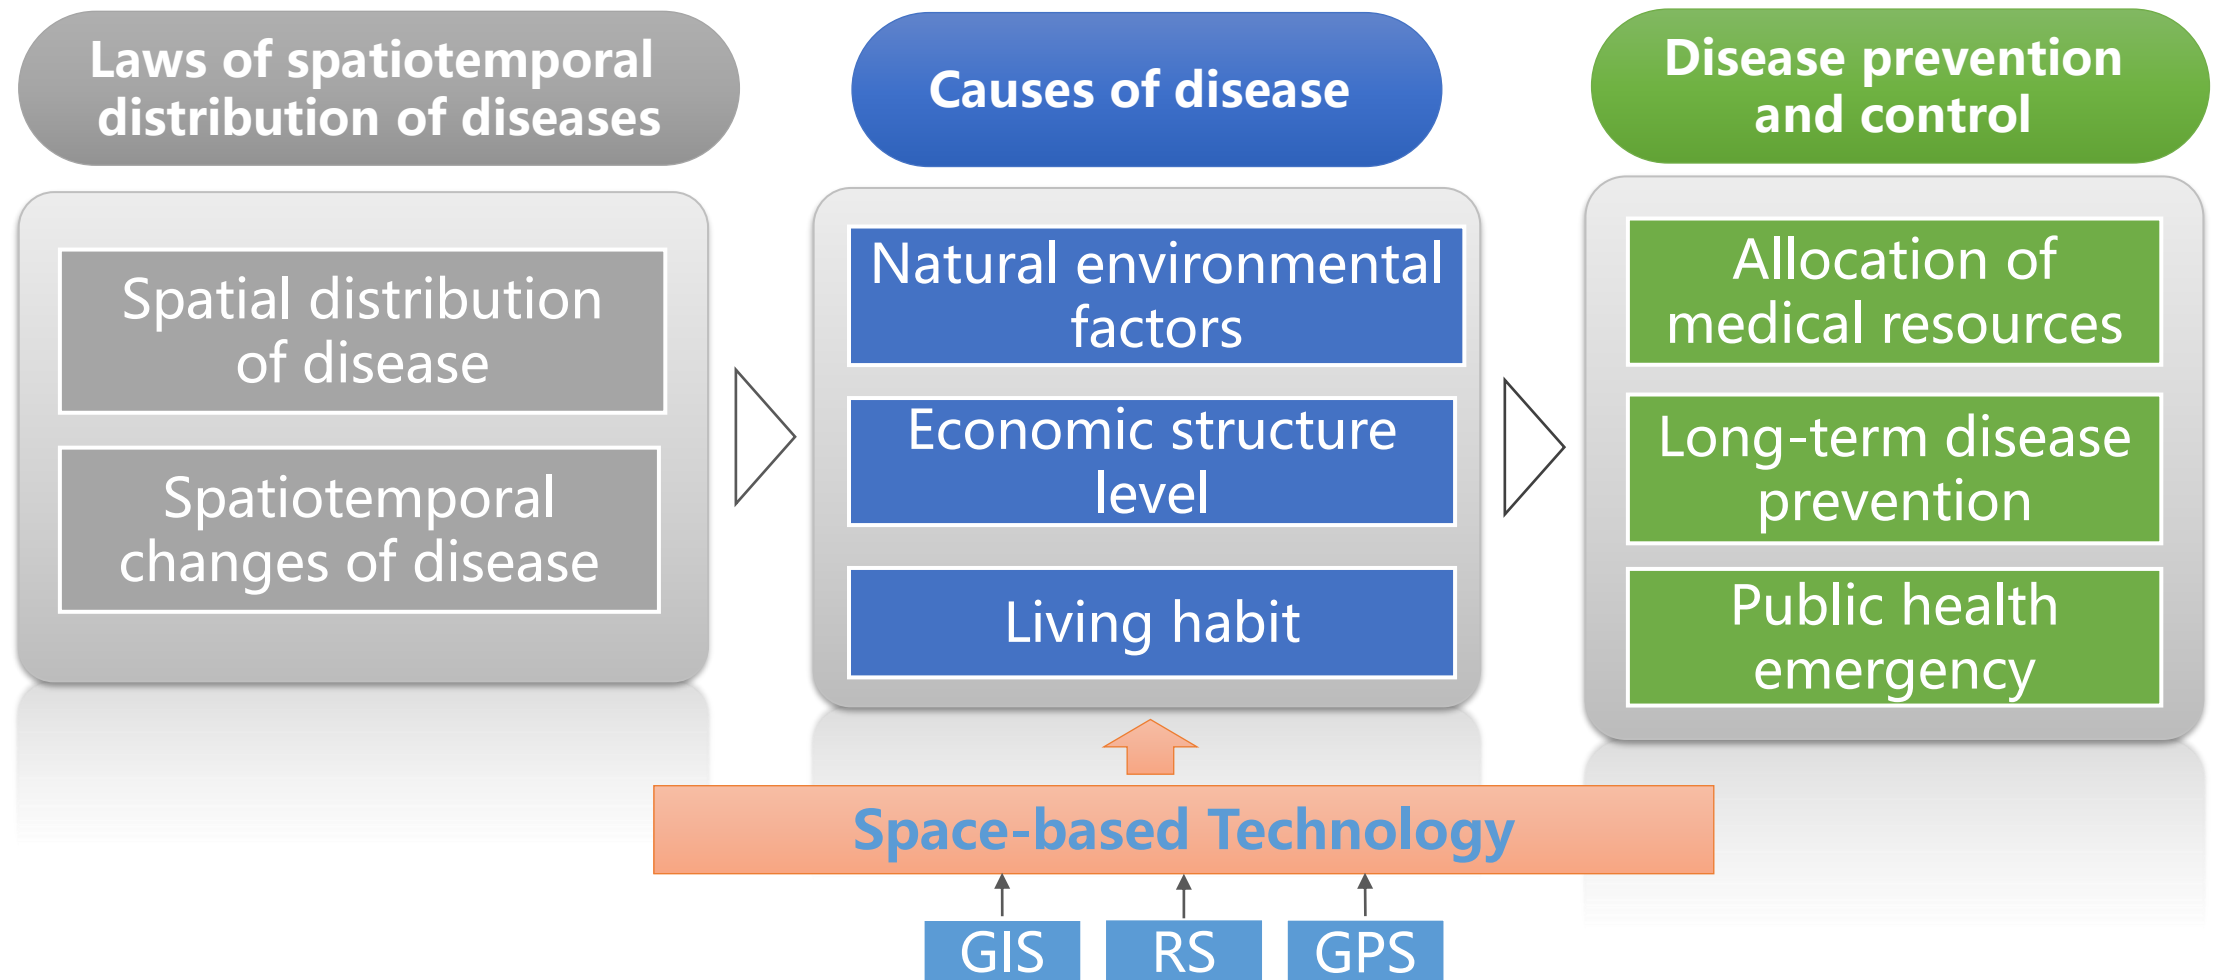 Laws of spatiotemporal
distribution of diseases
Spatial distribution
of disease
Spatiotemporal
changes of disease
Causes of disease
Natural environmental
factors
Economic structure
level
Living habit
Disease prevention
and control
Allocation of
medical resources
Long-term disease
prevention
Public health
emergency
Space-based Technology
GIS
RS
GPS